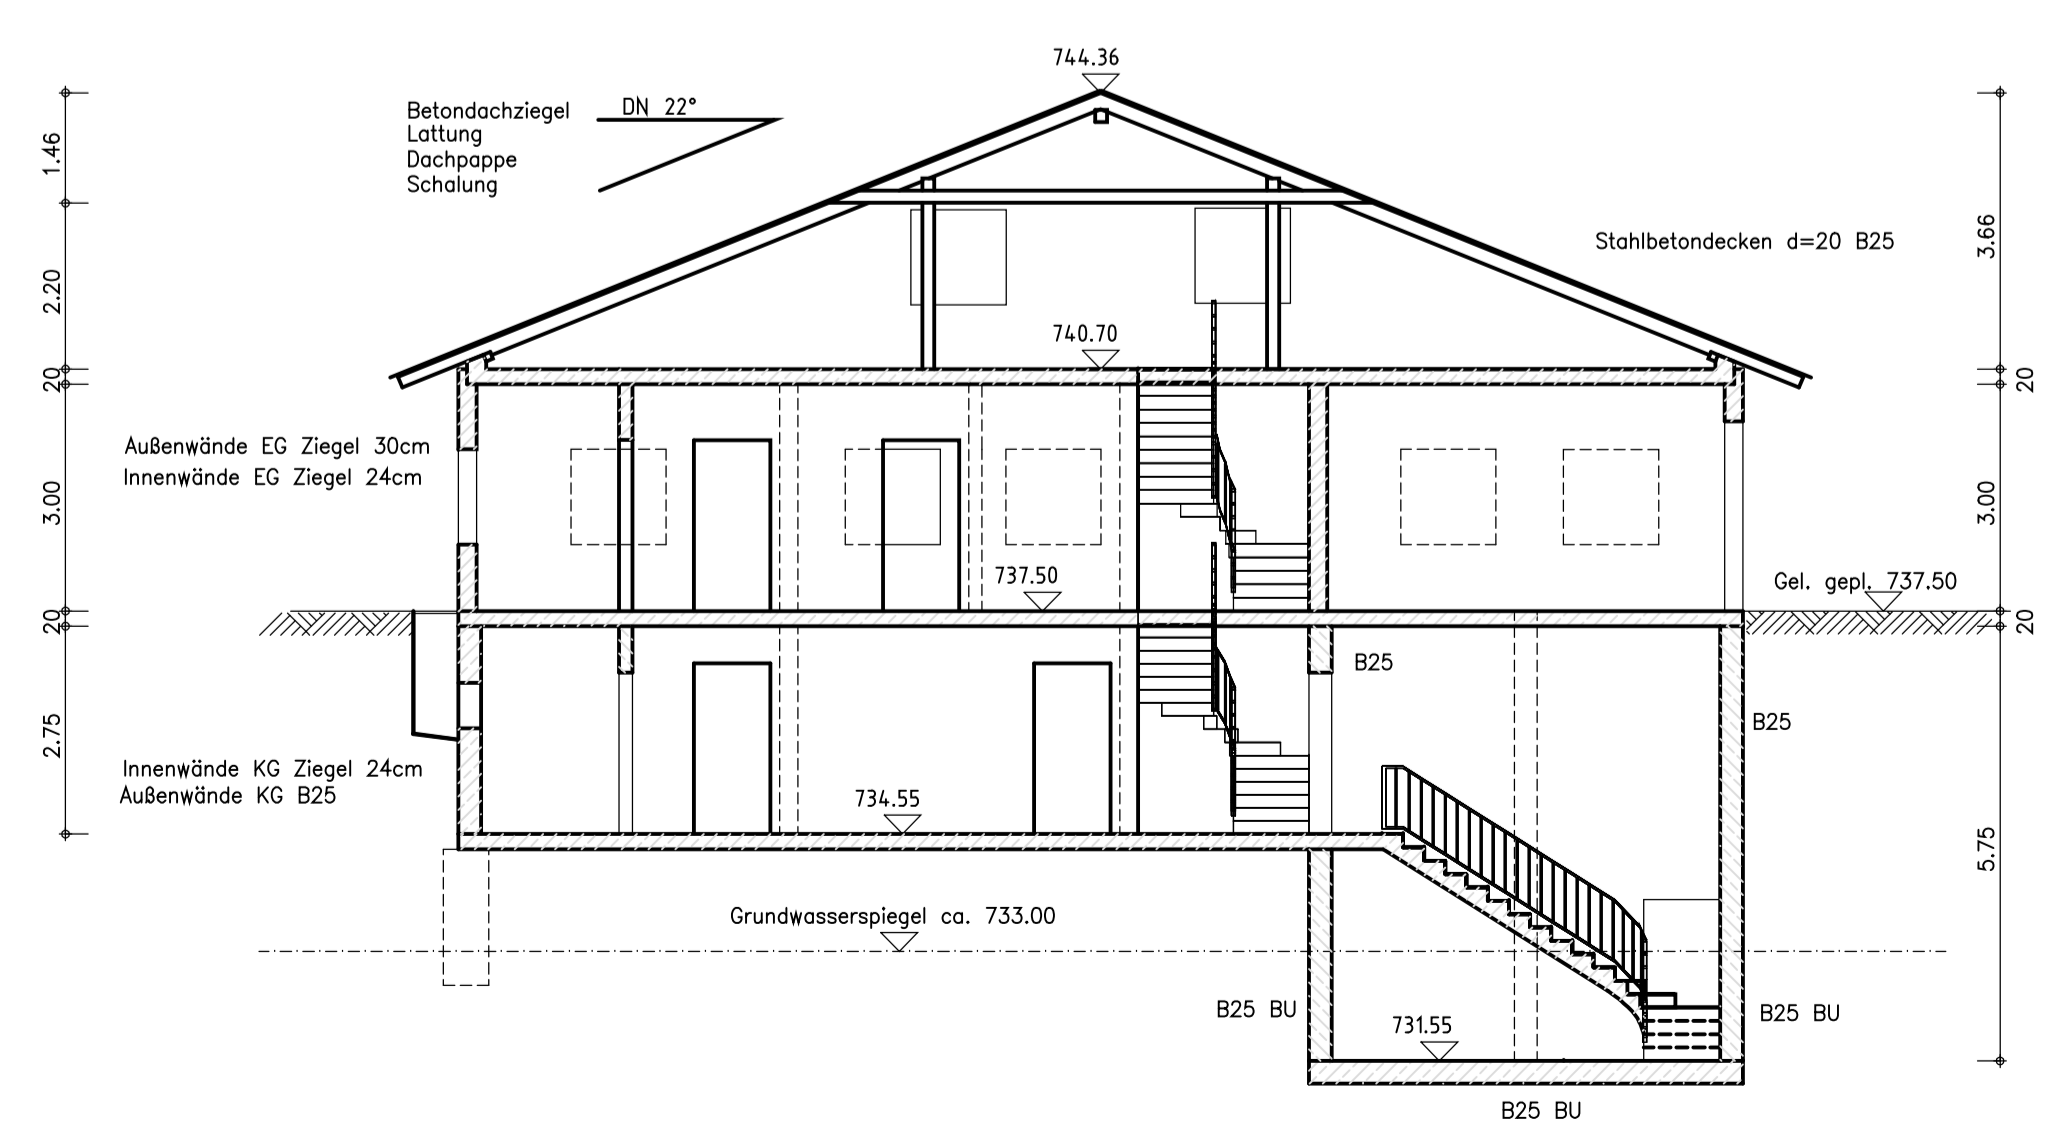 744.36
Betondachziegel
Lattung
Dachpappe
Schalung
DN 22°
1.46
2.20
20
3.00
20
2.75
Stahlbetondecken d=20 B25
3.66
20
3.00
20
5.75
740.70
Außenwände EG Ziegel 30cm
Innenwände EG Ziegel 24cm
737.50
Gel. gepl. 737.50
B25
B25
Innenwände KG Ziegel 24cm
Außenwände KG B25
734.55
Grundwasserspiegel ca. 733.00
B25 BU
731.55
B25 BU
B25 BU